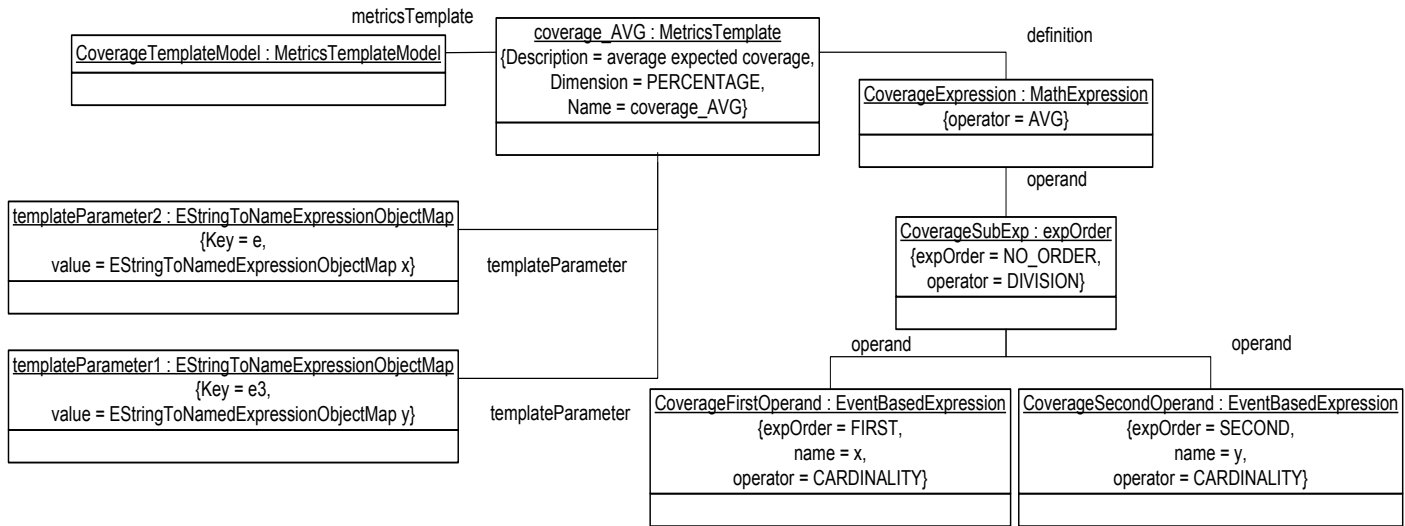 metricsTemplate
CoverageTemplateModel : MetricsTemplateModel
coverage_AVG : MetricsTemplate
{Description = average expected coverage,
Dimension = PERCENTAGE,
Name = coverage_AVG}
definition
CoverageExpression : MathExpression
{operator = AVG}
operand
templateParameter2 : EStringToNameExpressionObjectMap
{Key = e,
value = EStringToNamedExpressionObjectMap x}
templateParameter
CoverageSubExp : expOrder
{expOrder = NO_ORDER,
operator = DIVISION}
operand
operand
templateParameter1 : EStringToNameExpressionObjectMap
{Key = e3,
value = EStringToNamedExpressionObjectMap y}
templateParameter
CoverageFirstOperand : EventBasedExpression
{expOrder = FIRST,
name = x,
operator = CARDINALITY}
CoverageSecondOperand : EventBasedExpression
{expOrder = SECOND,
name = y,
operator = CARDINALITY}